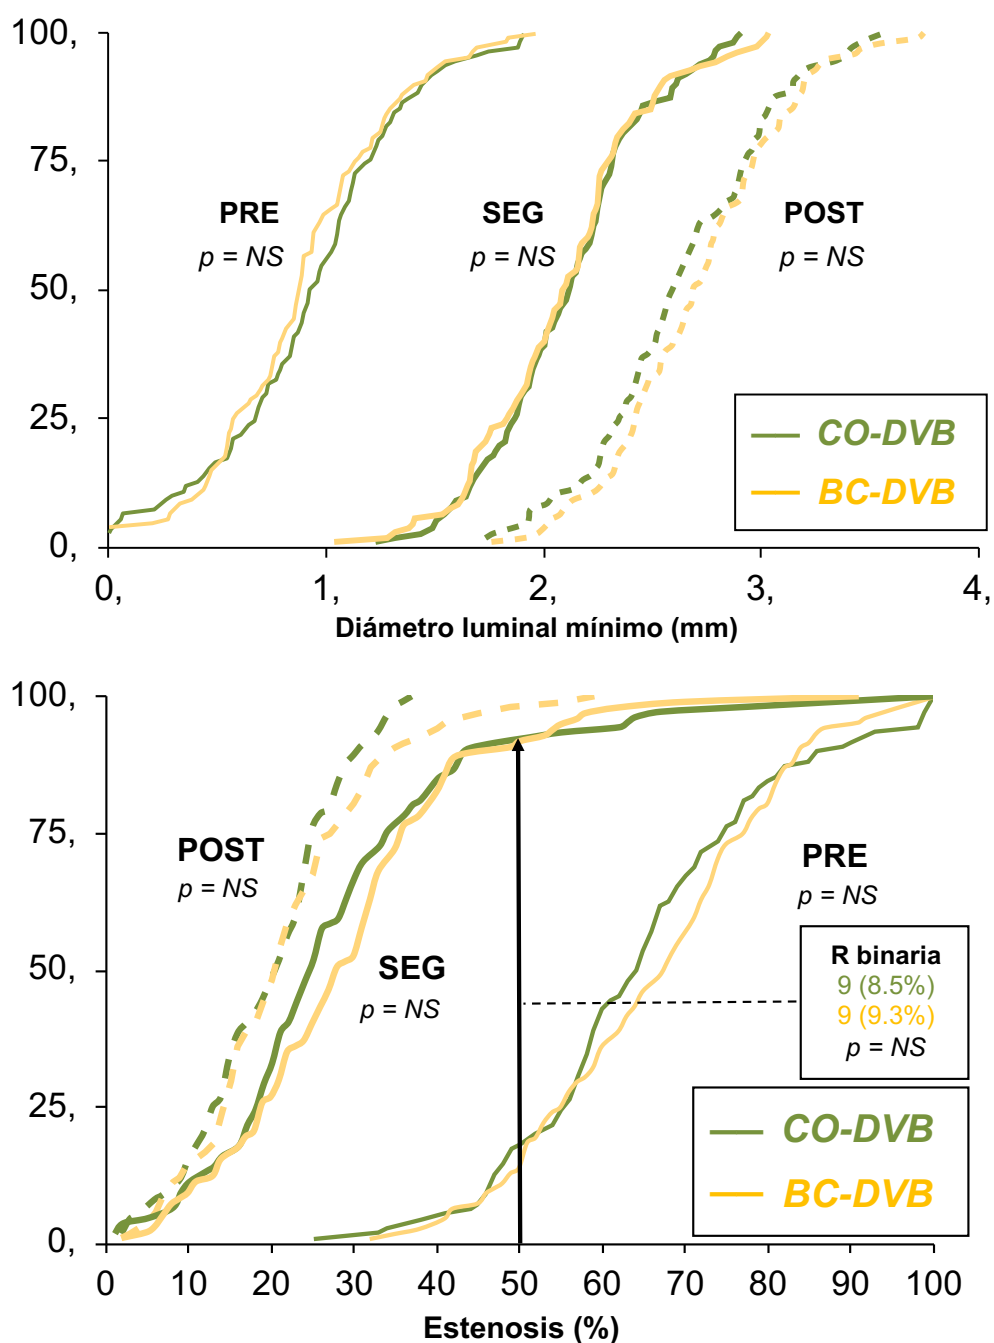 100,
75,
50,
25,
0,
PRE
p = NS
SEG
p = NS
POST
p = NS
CO-DVB
BC-DVB
0,
1,
2,
3,
4,
Diámetro luminal mínimo (mm)
100,
75,
50,
25,
0,
POST
p = NS
SEG
p = NS
PRE
p = NS
R binaria
9 (8.5%)
9 (9.3%)
p = NS
CO-DVB
BC-DVB
0
10
20
30
40
50
60
70
80
90
100
Estenosis (%)